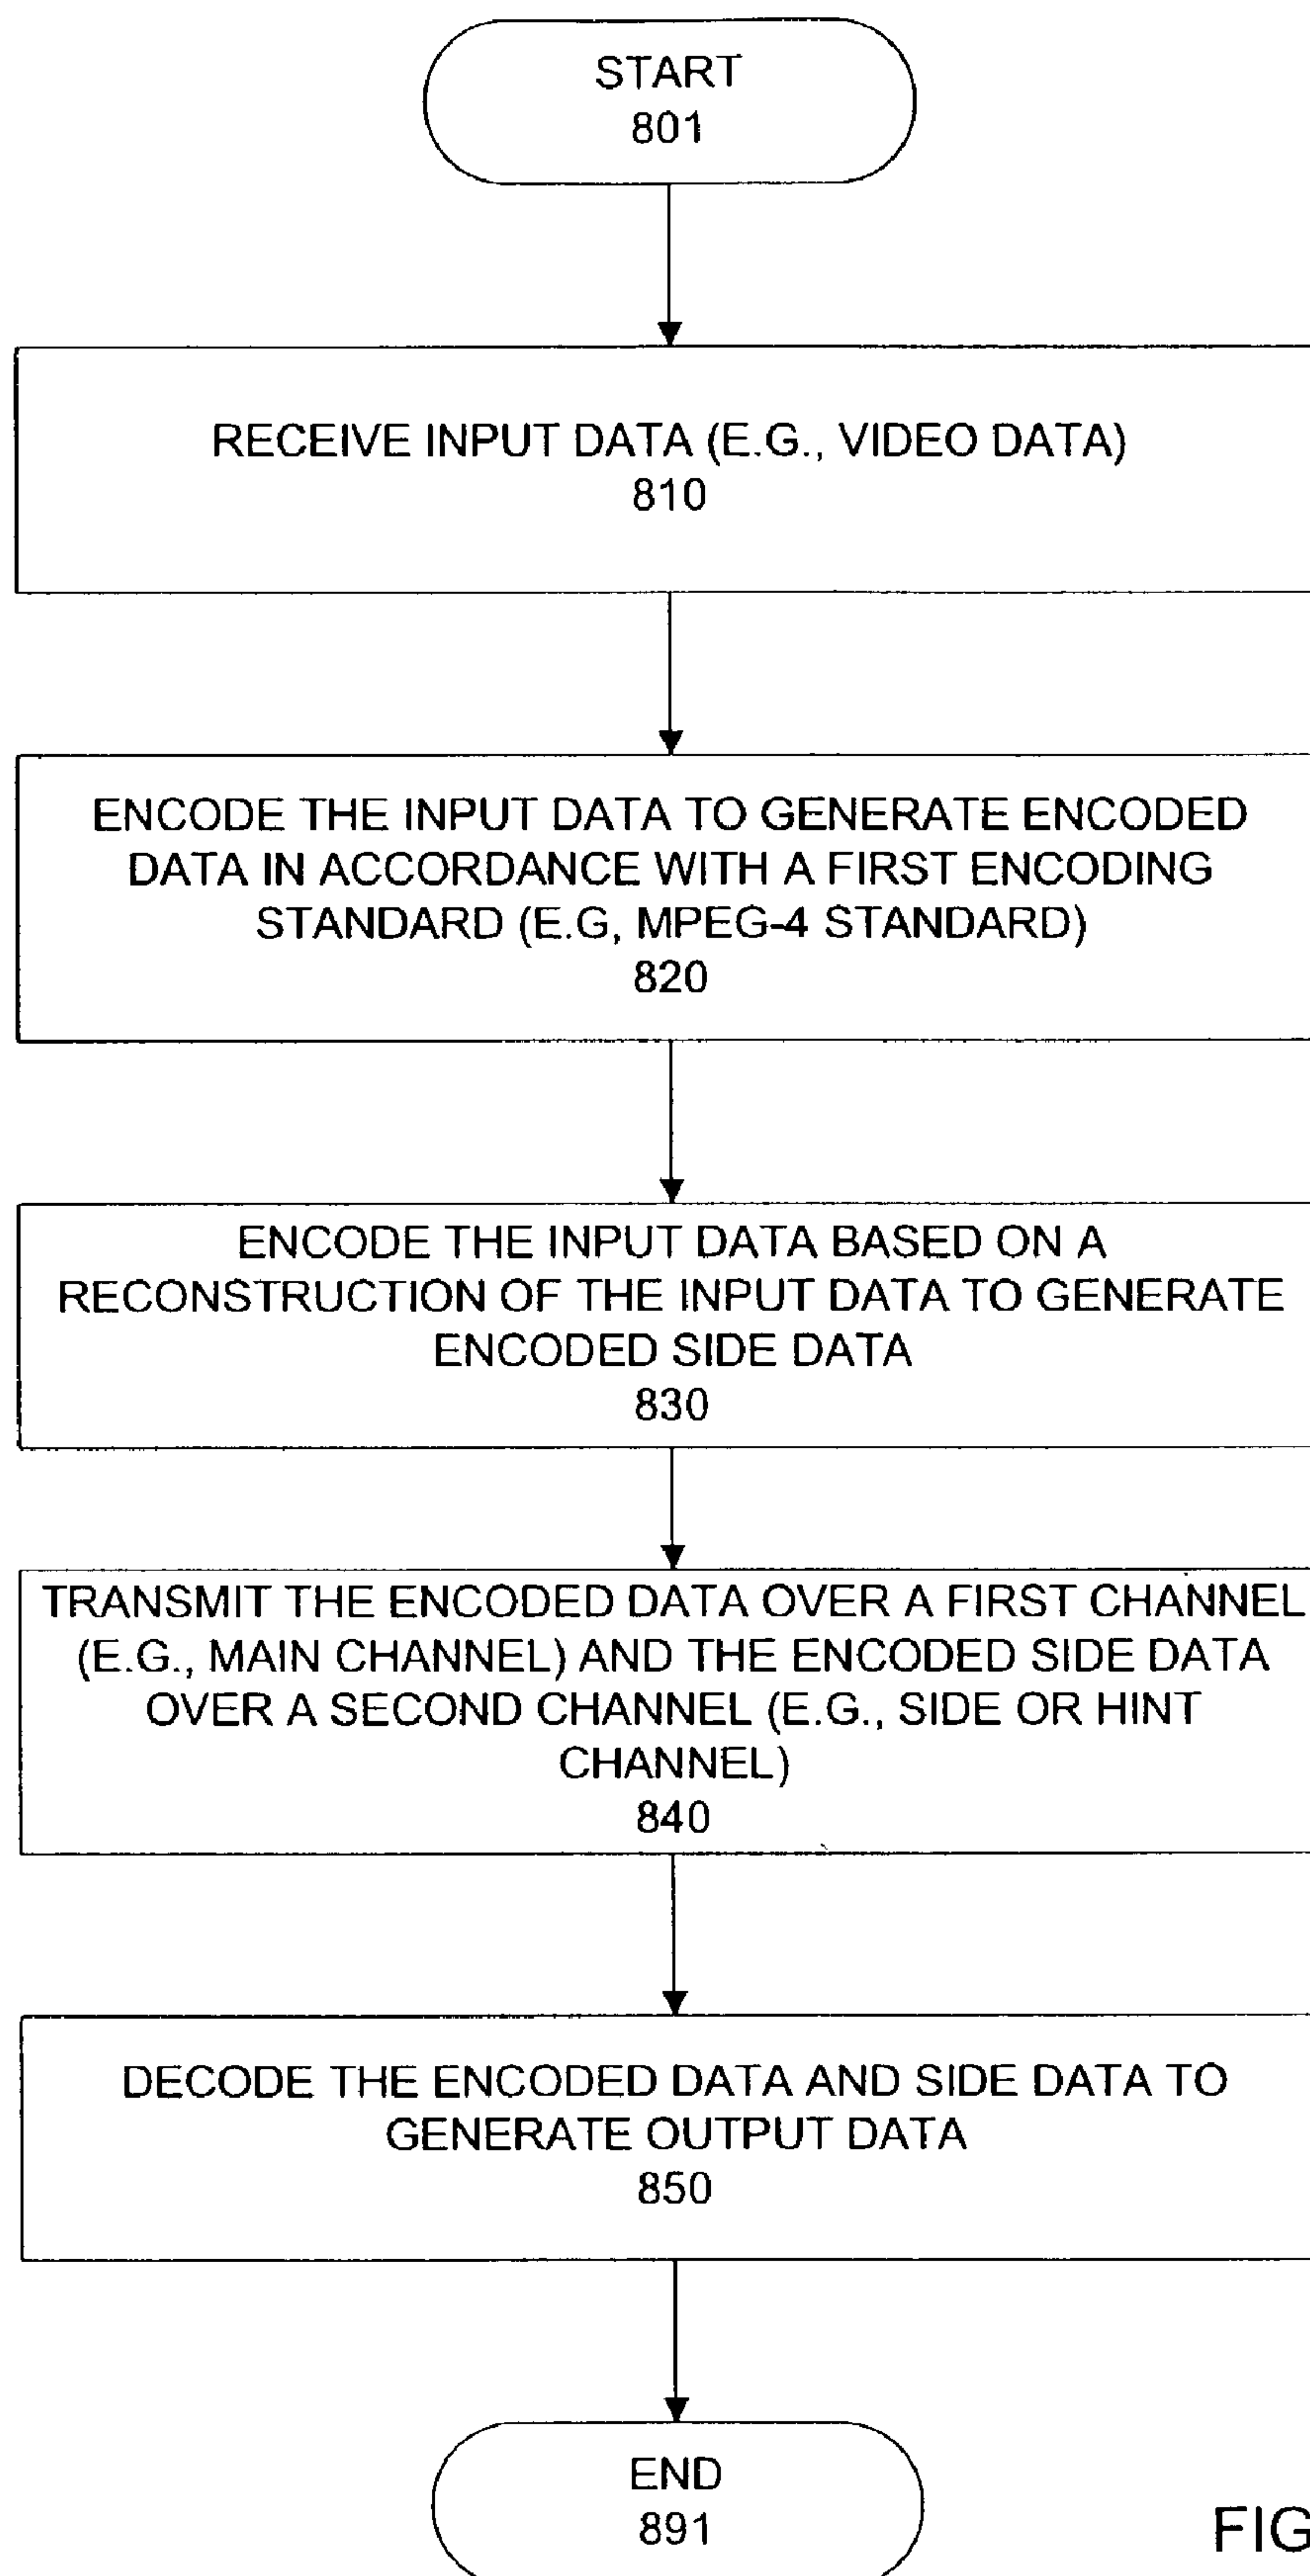 START
801
RECEIVE INPUT DATA (E.G., VIDEO DATA)
810
ENCODE THE INPUT DATA TO GENERATE ENCODED
DATA IN ACCORDANCE WITH A FIRST ENCODING
STANDARD (E.G, MPEG-4 STANDARD)
820
ENCODE THE INPUT DATA BASED ON A
RECONSTRUCTION OF THE INPUT DATA TO GENERATE
ENCODED SIDE DATA
830
TRANSMIT THE ENCODED DATA OVER A FIRST CHANNEL
(E.G., MAIN CHANNEL) AND THE ENCODED SIDE DATA
OVER A SECOND CHANNEL (E.G., SIDE OR HINT
CHANNEL)
840
DECODE THE ENCODED DATA AND SIDE DATA TO
GENERATE OUTPUT DATA
850
END
891
FIG